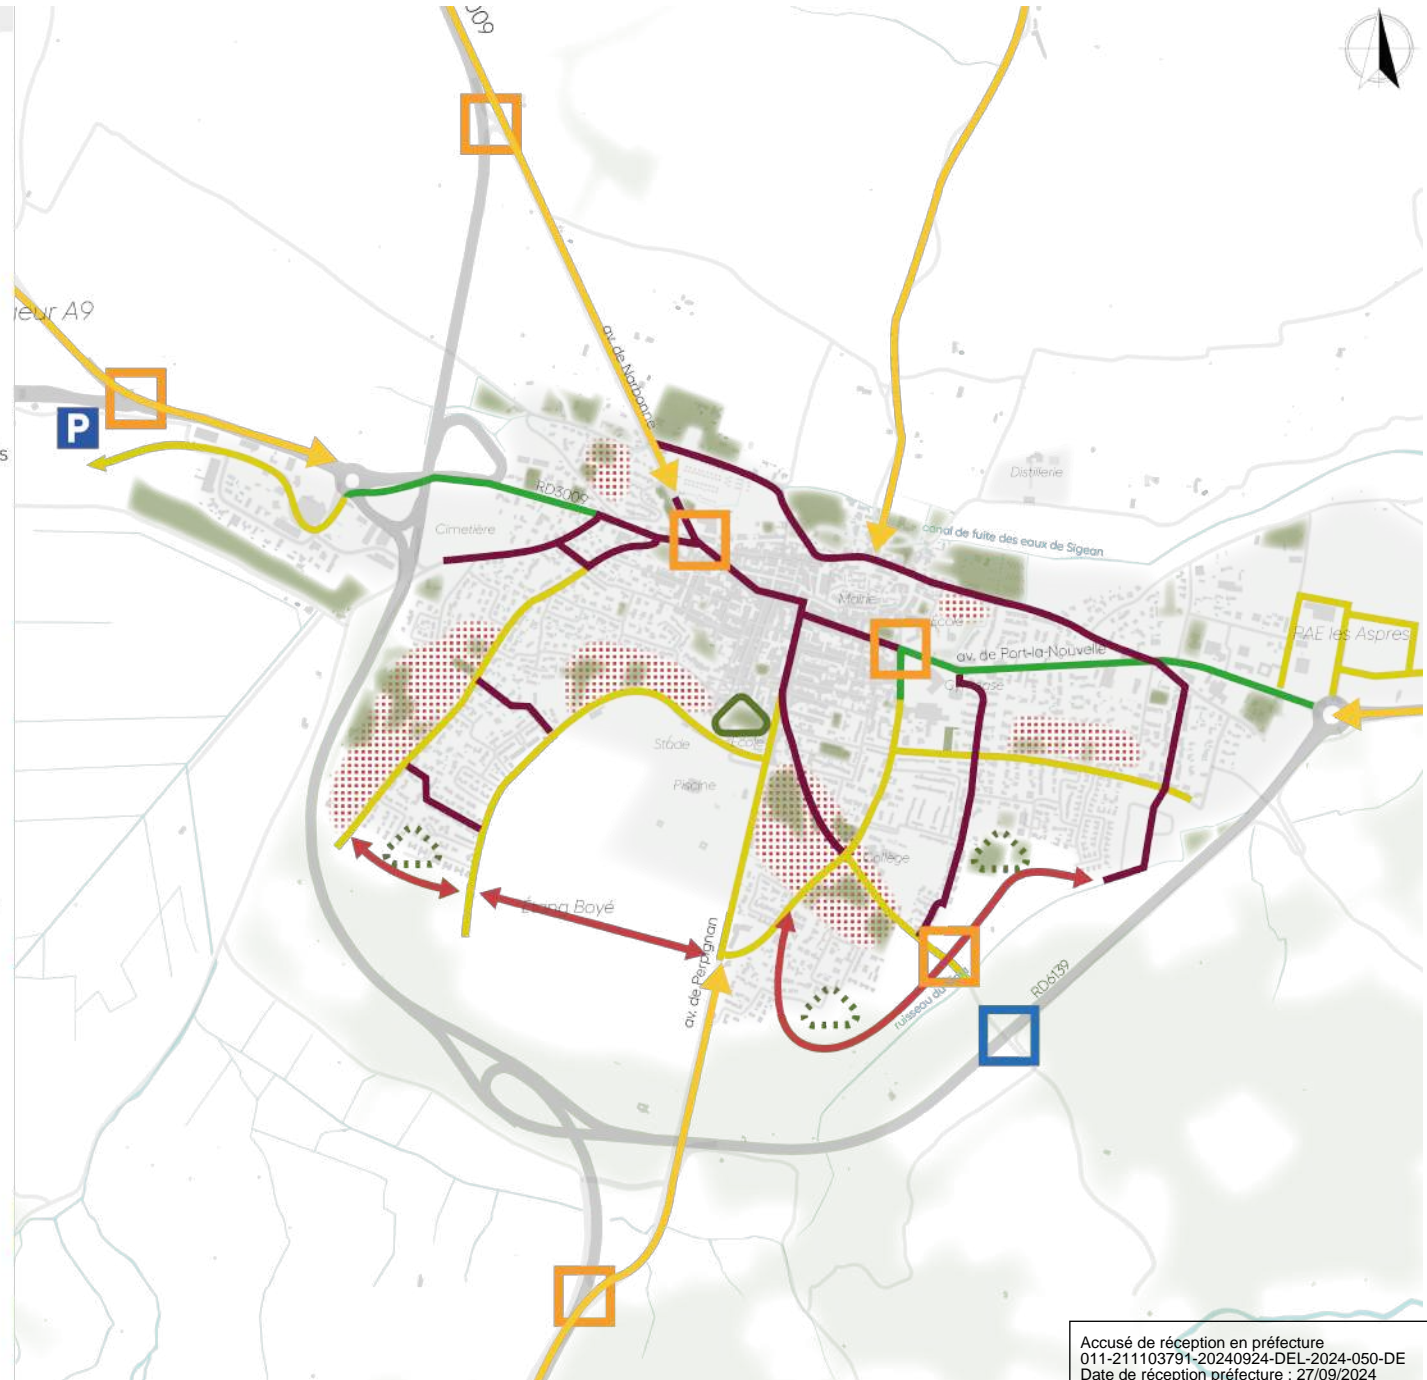 ieur A9
s
P
av. de Narbonne
RD3009
Cimetière
Distillerie
canal de fuite des eaux de Sigean
Mairie
École
av. de Port-la-Nouvelle
PAE les Aspres
Stade
École
Piscine
Collège
Étang Boyé
av. de Perpignan
ruisseau du
RD6139
Accusé de réception en préfecture
011-211103791-20240924-DEL-2024-050-DE
Date de réception préfecture : 27/09/2024